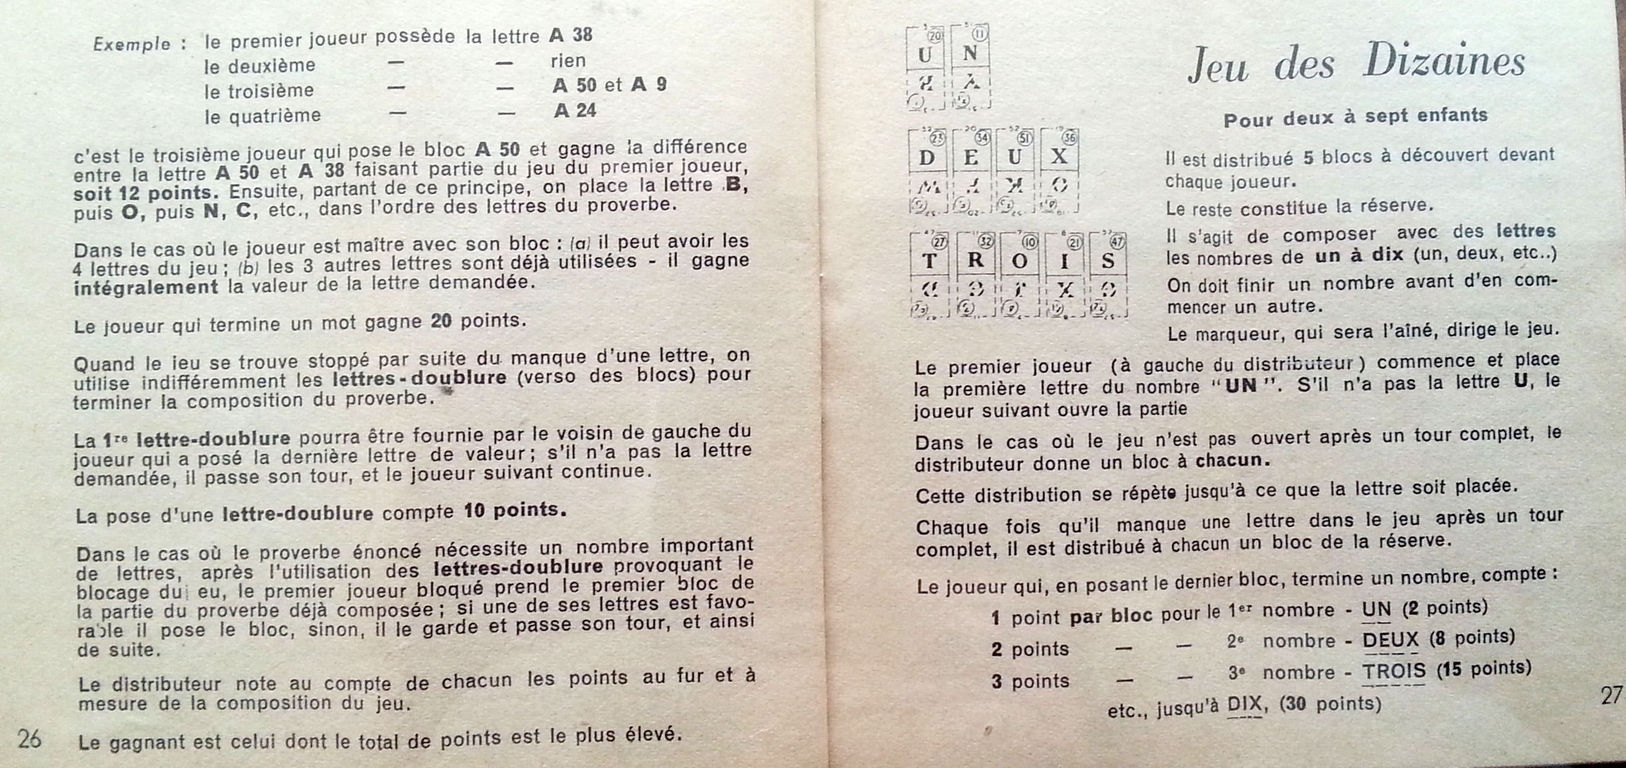 Exemple : le premier joueur possède la lettre A 38
le deuxième — — rien
le troisième — — A 50 et A 9
le quatrième — — A 24
c'est le troisième joueur qui pose le bloc A 50 et gagne la différence
entre la lettre A 50 et A 38 faisant partie du jeu du premier joueur,
soit 12 points. Ensuite, partant de ce principe, on place la lettre B,
puis O, puis N, C, etc., dans l'ordre des lettres du proverbe.
Dans le cas où le joueur est maître avec son bloc : (a) il peut avoir les
4 lettres du jeu ; (b) les 3 autres lettres sont déjà utilisées - il gagne
intégralement la valeur de la lettre demandée.
Le joueur qui termine un mot gagne 20 points.
Quand le jeu se trouve stoppé par suite du manque d'une lettre, on
utilise indifféremment les lettres-doublure (verso des blocs) pour
terminer la composition du proverbe.
La 1re lettre-doublure pourra être fournie par le voisin de gauche du
joueur qui a posé la dernière lettre de valeur ; s'il n'a pas la lettre
demandée, il passe son tour, et le joueur suivant continue.
La pose d'une lettre-doublure compte 10 points.
Dans le cas où le proverbe énoncé nécessite un nombre important
de lettres, après l'utilisation des lettres-doublure provoquant le
blocage du eu, le premier joueur bloqué prend le premier bloc de
la partie du proverbe déjà composée ; si une de ses lettres est favo-
rable il pose le bloc, sinon, il le garde et passe son tour, et ainsi
de suite.
Le distributeur note au compte de chacun les points au fur et à
mesure de la composition du jeu.
Le gagnant est celui dont le total de points est le plus élevé.
26
20 11
U N
23 34 51 36
D E U X
27 32 10 21 47
T R O I S
Jeu des Dizaines
Pour deux à sept enfants
Il est distribué 5 blocs à découvert devant
chaque joueur.
Le reste constitue la réserve.
Il s'agit de composer avec des lettres
les nombres de un à dix (un, deux, etc..)
On doit finir un nombre avant d'en com-
mencer un autre.
Le marqueur, qui sera l'aîné, dirige le jeu.
Le premier joueur (à gauche du distributeur) commence et place
la première lettre du nombre "UN". S'il n'a pas la lettre U, le
joueur suivant ouvre la partie
Dans le cas où le jeu n'est pas ouvert après un tour complet, le
distributeur donne un bloc à chacun.
Cette distribution se répète jusqu'à ce que la lettre soit placée.
Chaque fois qu'il manque une lettre dans le jeu après un tour
complet, il est distribué à chacun un bloc de la réserve.
Le joueur qui, en posant le dernier bloc, termine un nombre, compte :
1 point par bloc pour le 1er nombre - UN (2 points)
2 points — — 2e nombre - DEUX (8 points)
3 points — — 3e nombre - TROIS (15 points)
etc., jusqu'à DIX, (30 points)
27